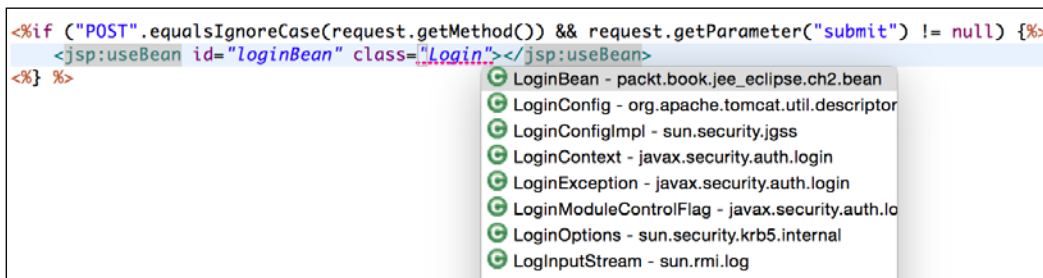 <%if ("POST".equalsIgnoreCase(request.getMethod()) && request.getParameter("submit") != null) {%>
<jsp:useBean id="loginBean" class="Login"></jsp:useBean>
<%} %>
LoginBean - packt.book.jee_eclipse.ch2.bean
LoginConfig - org.apache.tomcat.util.descriptor
LoginConfigImpl - sun.security.jgss
LoginContext - javax.security.auth.login
LoginException - javax.security.auth.login
LoginModuleControlFlag - javax.security.auth.lo
LoginOptions - sun.security.krb5.internal
LogInputStream - sun.rmi.log